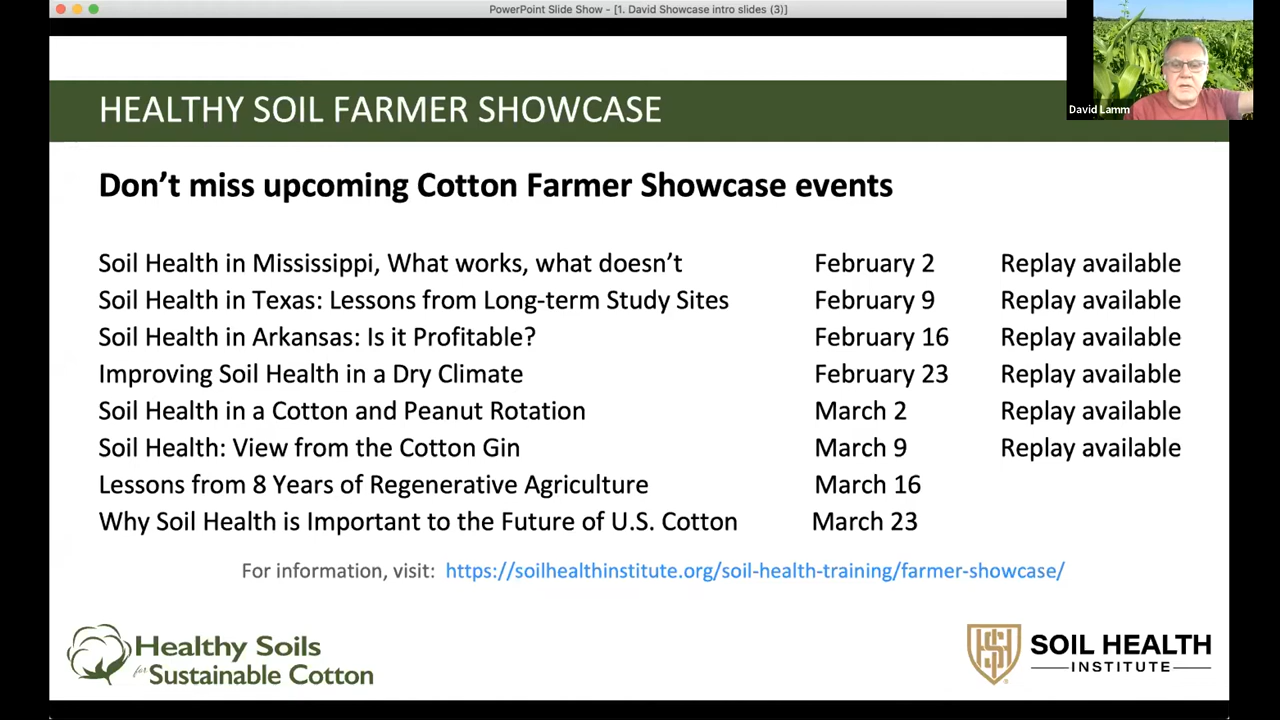 PowerPoint Slide Show - [1. David Showcase intro slides (3)]
David Lamm
HEALTHY SOIL FARMER SHOWCASE
Don't miss upcoming Cotton Farmer Showcase events
Soil Health in Mississippi, What works, what doesn't February 2 Replay available
Soil Health in Texas: Lessons from Long-term Study Sites February 9 Replay available
Soil Health in Arkansas: Is it Profitable? February 16 Replay available
Improving Soil Health in a Dry Climate February 23 Replay available
Soil Health in a Cotton and Peanut Rotation March 2 Replay available
Soil Health: View from the Cotton Gin March 9 Replay available
Lessons from 8 Years of Regenerative Agriculture March 16
Why Soil Health is Important to the Future of U.S. Cotton March 23
For information, visit: https://soilhealthinstitute.org/soil-health-training/farmer-showcase/
Healthy Soils
for Sustainable Cotton
SOIL HEALTH
INSTITUTE